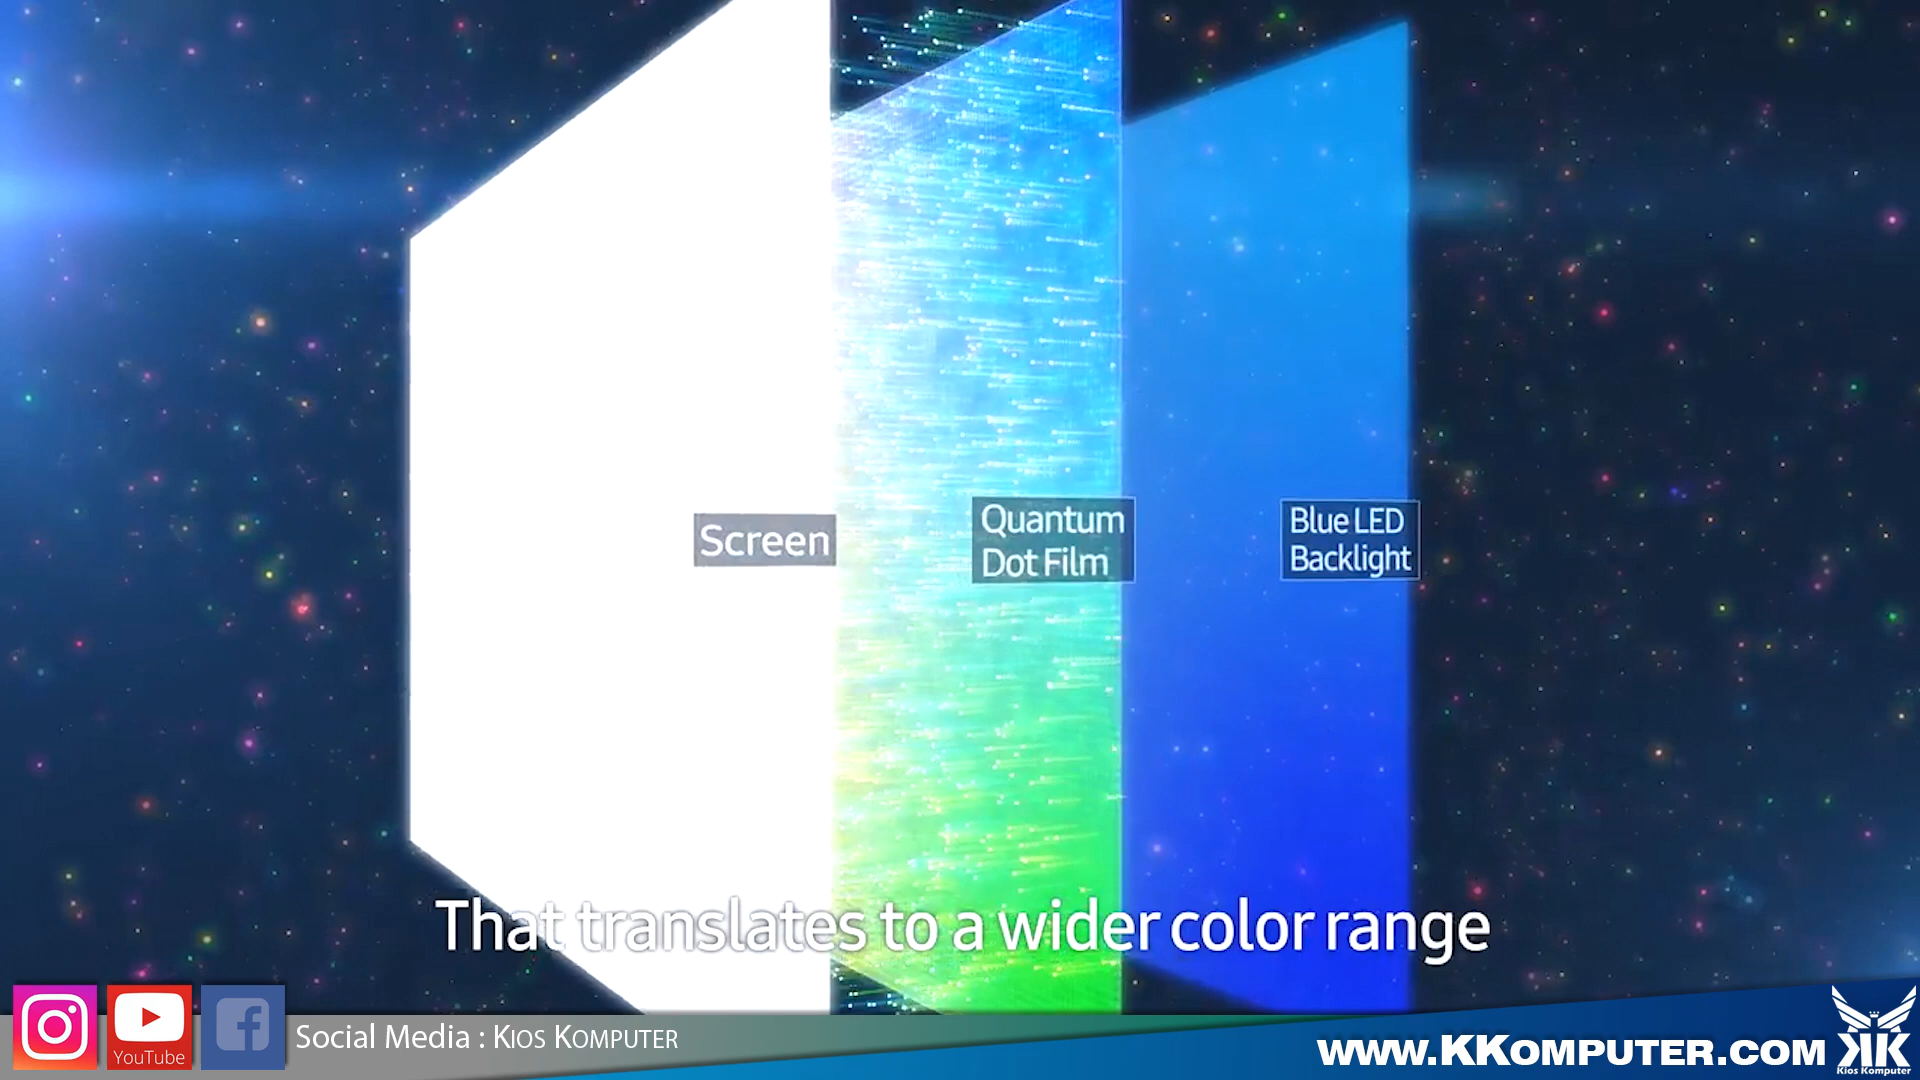 Screen
Quantum
Dot Film
Blue LED
Backlight
That translates to a wider color range
YouTube
Social Media : Kios Komputer
www.KKomputer.com
Kios Komputer